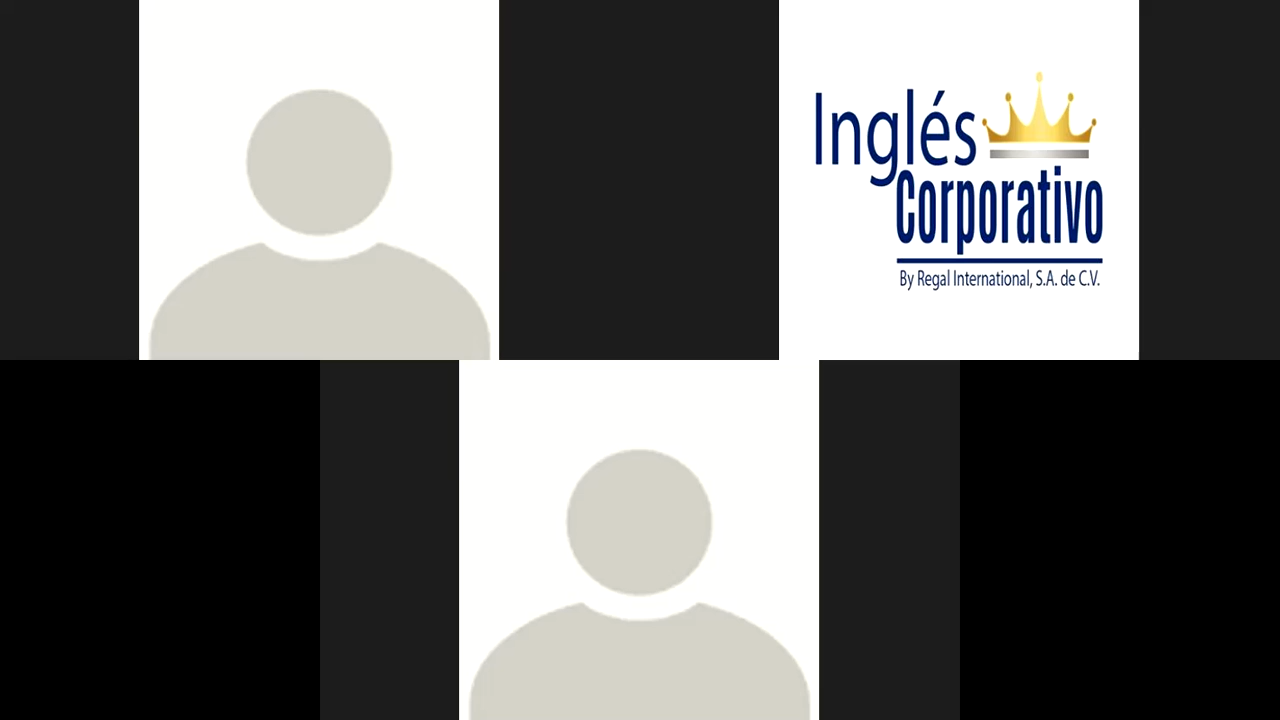 Inglés
Corporativo
By Regal International, S.A. de C.V.